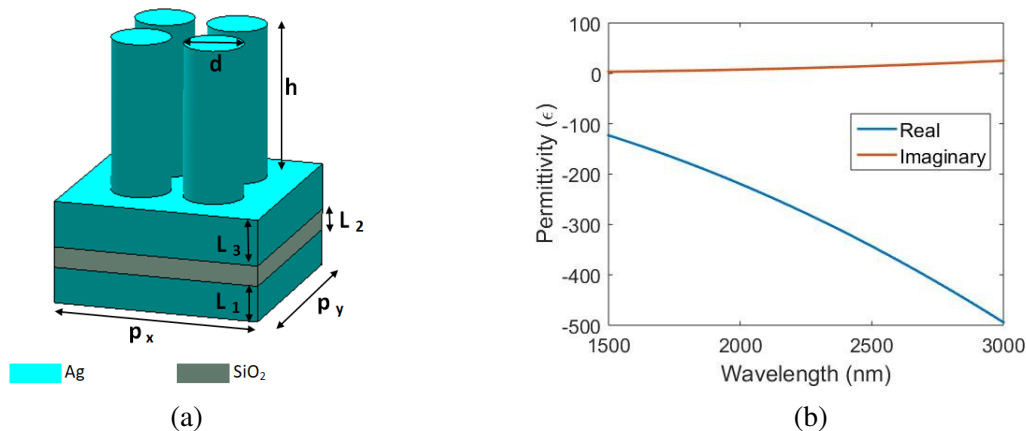 d
h
L 2
L 3
L 1
p x
p y
Ag
SiO2
(a)
100
0
-100
-200
-300
-400
-500
Permittivity (ϵ)
Real
Imaginary
1500
2000
2500
3000
Wavelength (nm)
(b)